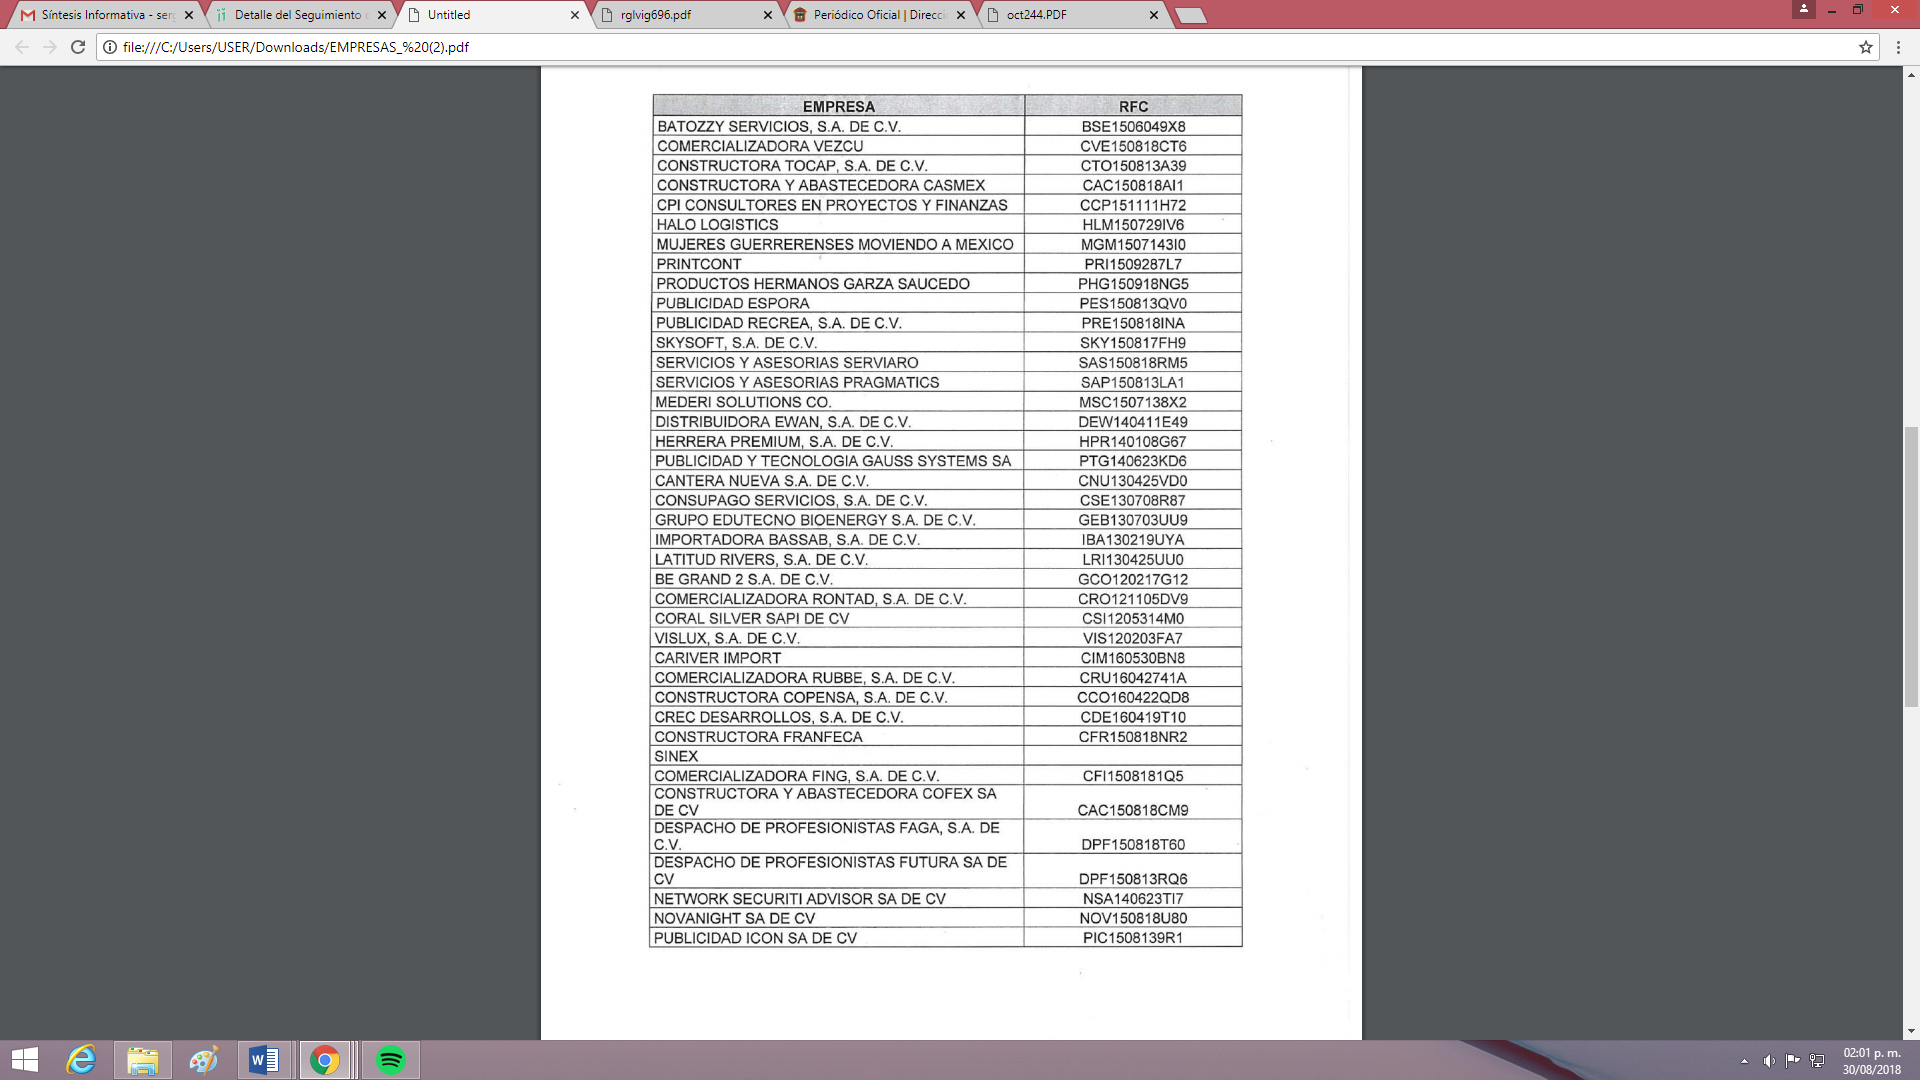 Síntesis Informativa - serg
Detalle del Seguimiento d
Untitled
rglvig696.pdf
Periódico Oficial | Direcci
oct244.PDF
file:///C:/Users/USER/Downloads/EMPRESAS_%20(2).pdf
EMPRESA RFC
BATOZZY SERVICIOS, S.A. DE C.V. BSE1506049X8
COMERCIALIZADORA VEZCU CVE150818CT6
CONSTRUCTORA TOCAP, S.A. DE C.V. CTO150813A39
CONSTRUCTORA Y ABASTECEDORA CASMEX CAC150818AI1
CPI CONSULTORES EN PROYECTOS Y FINANZAS CCP151111H72
HALO LOGISTICS HLM150729IV6
MUJERES GUERRERENSES MOVIENDO A MEXICO MGM1507143I0
PRINTCONT PRI1509287L7
PRODUCTOS HERMANOS GARZA SAUCEDO PHG150918NG5
PUBLICIDAD ESPORA PES150813QV0
PUBLICIDAD RECREA, S.A. DE C.V. PRE150818INA
SKYSOFT, S.A. DE C.V. SKY150817FH9
SERVICIOS Y ASESORIAS SERVIARO SAS150818RM5
SERVICIOS Y ASESORIAS PRAGMATICS SAP150813LA1
MEDERI SOLUTIONS CO. MSC1507138X2
DISTRIBUIDORA EWAN, S.A. DE C.V. DEW140411E49
HERRERA PREMIUM, S.A. DE C.V. HPR140108G67
PUBLICIDAD Y TECNOLOGIA GAUSS SYSTEMS SA PTG140623KD6
CANTERA NUEVA S.A. DE C.V. CNU130425VD0
CONSUPAGO SERVICIOS, S.A. DE C.V. CSE130708R87
GRUPO EDUTECNO BIOENERGY S.A. DE C.V. GEB130703UU9
IMPORTADORA BASSAB, S.A. DE C.V. IBA130219UYA
LATITUD RIVERS, S.A. DE C.V. LRI130425UU0
BE GRAND 2 S.A. DE C.V. GCO120217G12
COMERCIALIZADORA RONTAD, S.A. DE C.V. CRO121105DV9
CORAL SILVER SAPI DE CV CSI1205314M0
VISLUX, S.A. DE C.V. VIS120203FA7
CARIVER IMPORT CIM160530BN8
COMERCIALIZADORA RUBBE, S.A. DE C.V. CRU16042741A
CONSTRUCTORA COPENSA, S.A. DE C.V. CCO160422QD8
CREC DESARROLLOS, S.A. DE C.V. CDE160419T10
CONSTRUCTORA FRANFECA CFR150818NR2
SINEX
COMERCIALIZADORA FING, S.A. DE C.V. CFI1508181Q5
CONSTRUCTORA Y ABASTECEDORA COFEX SA
DE CV CAC150818CM9
DESPACHO DE PROFESIONISTAS FAGA, S.A. DE
C.V. DPF150818T60
DESPACHO DE PROFESIONISTAS FUTURA SA DE
CV DPF150813RQ6
NETWORK SECURITI ADVISOR SA DE CV NSA140623TI7
NOVANIGHT SA DE CV NOV150818U80
PUBLICIDAD ICON SA DE CV PIC1508139R1
02:01 p. m.
30/08/2018